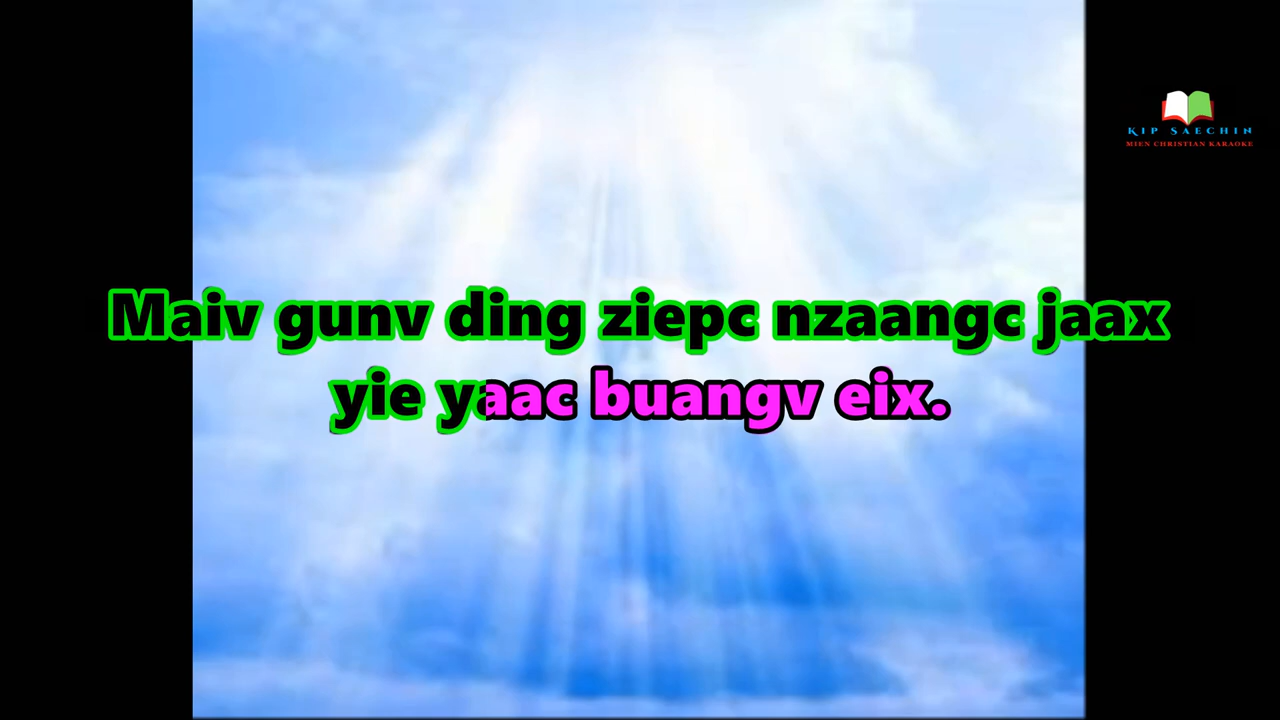 KIP SAECHIN
MIEN CHRISTIAN KARAOKE
Maiv gunv ding ziepc nzaangc jaax
yie yaac buangv eix.